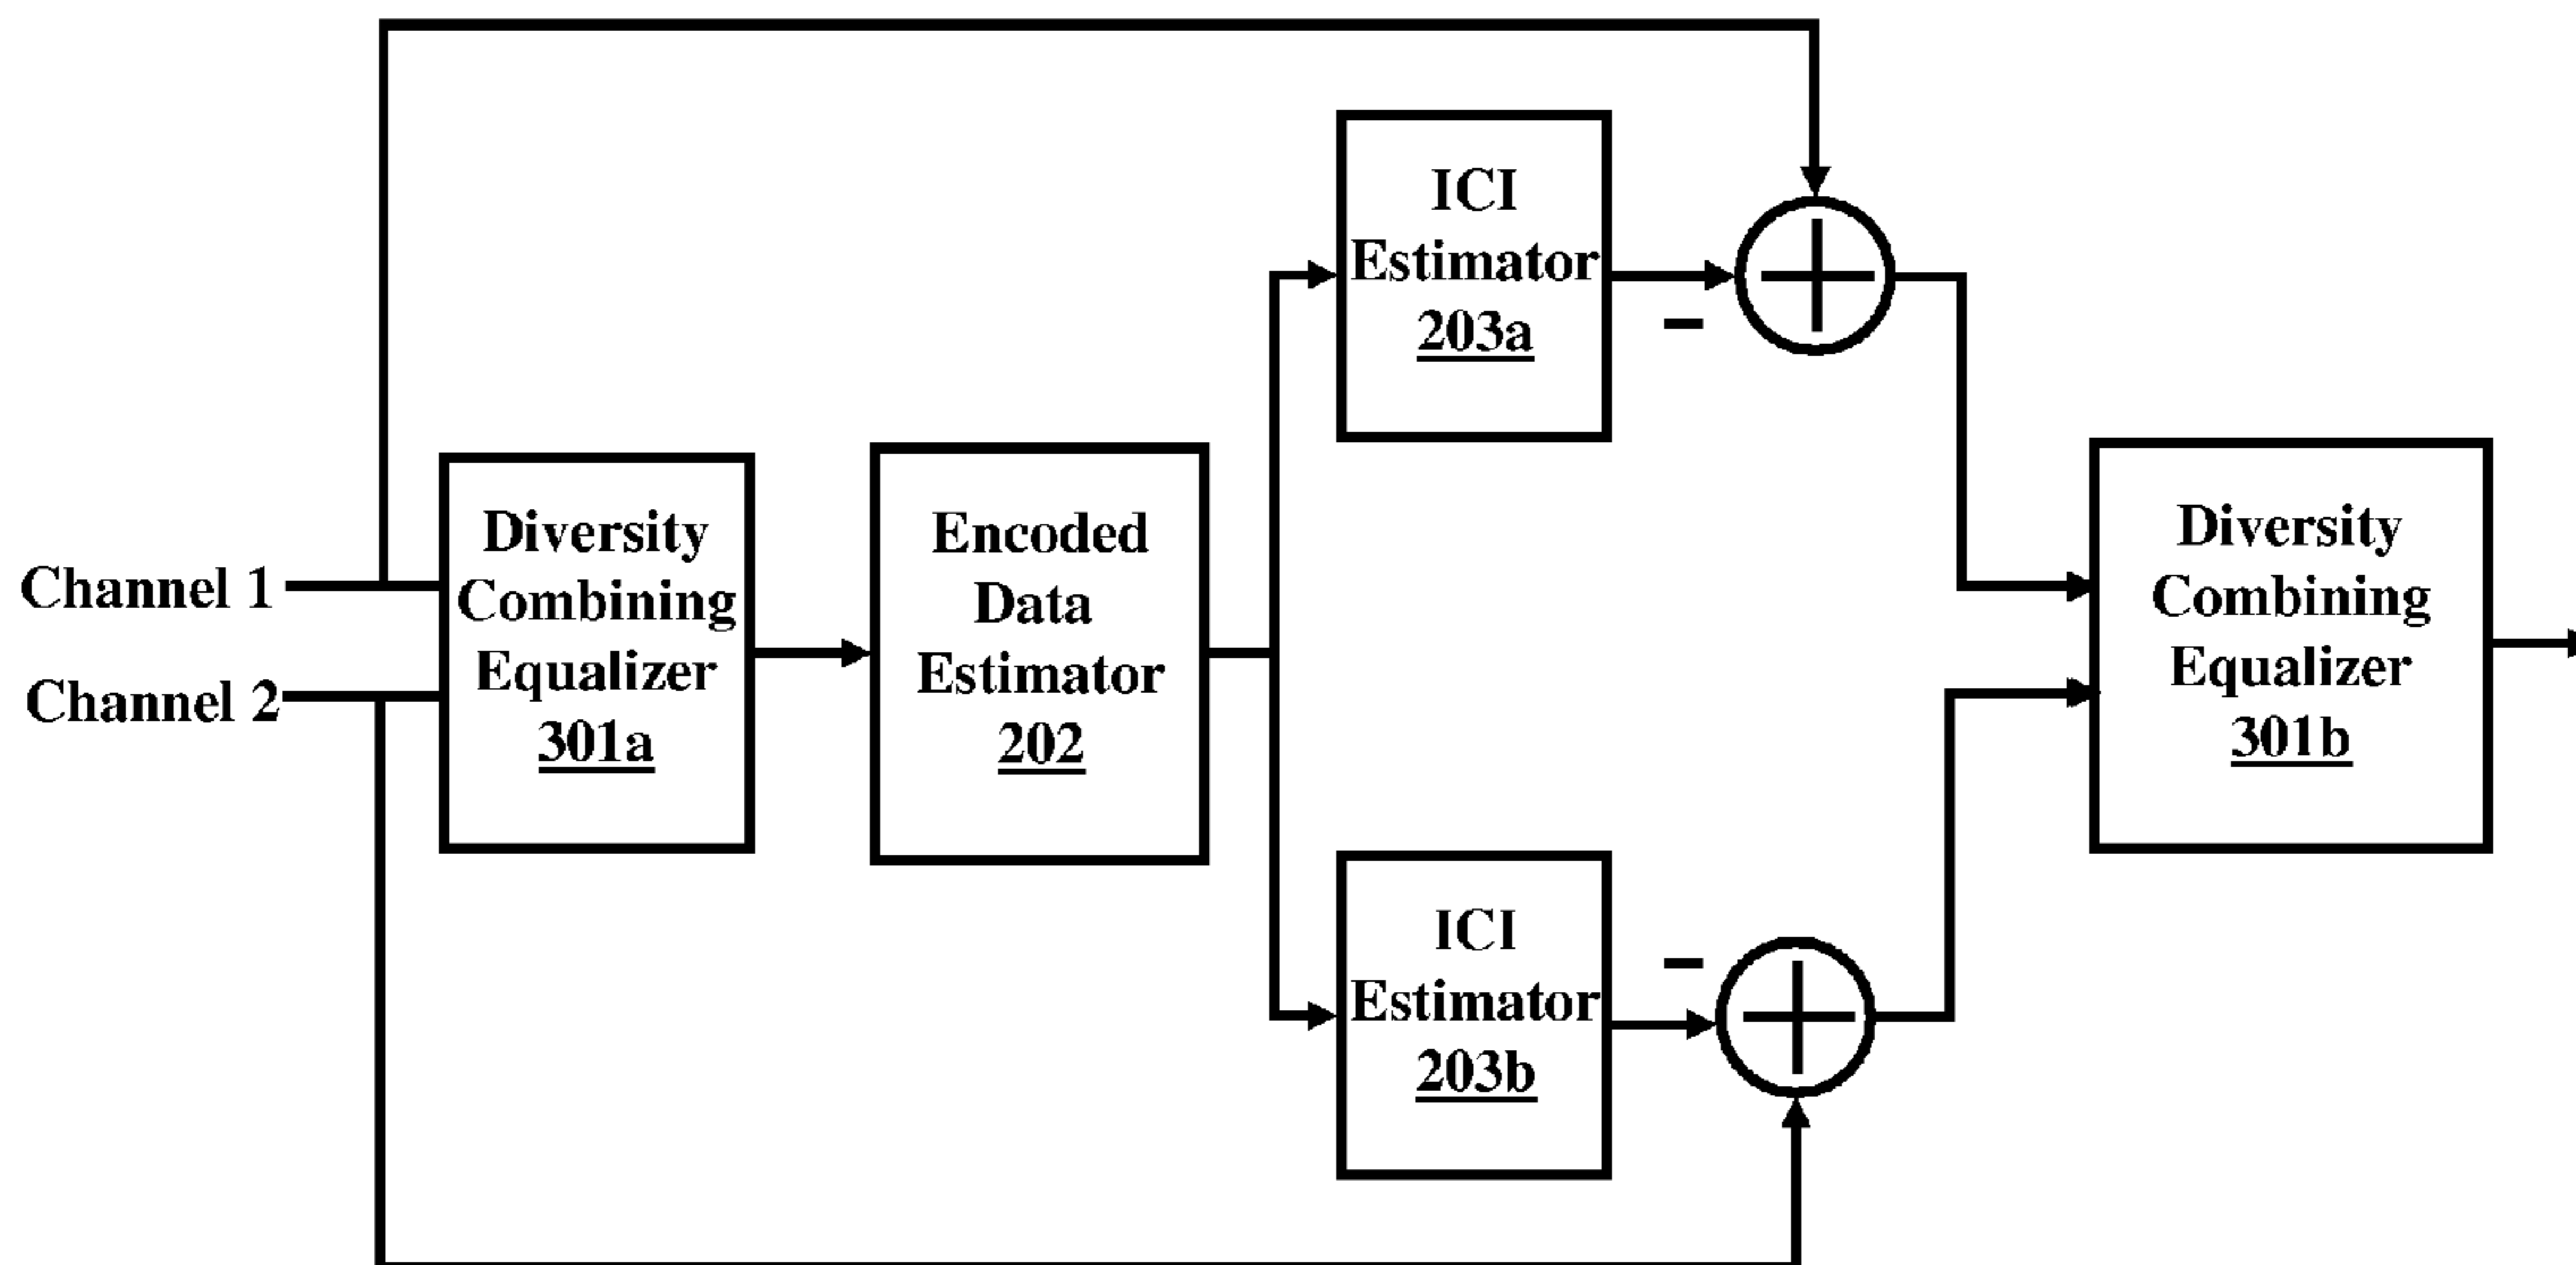 Channel 1
Channel 2
Diversity
Combining
Equalizer
301a
Encoded
Data
Estimator
202
ICI
Estimator
203a
–
ICI
Estimator
203b
–
Diversity
Combining
Equalizer
301b